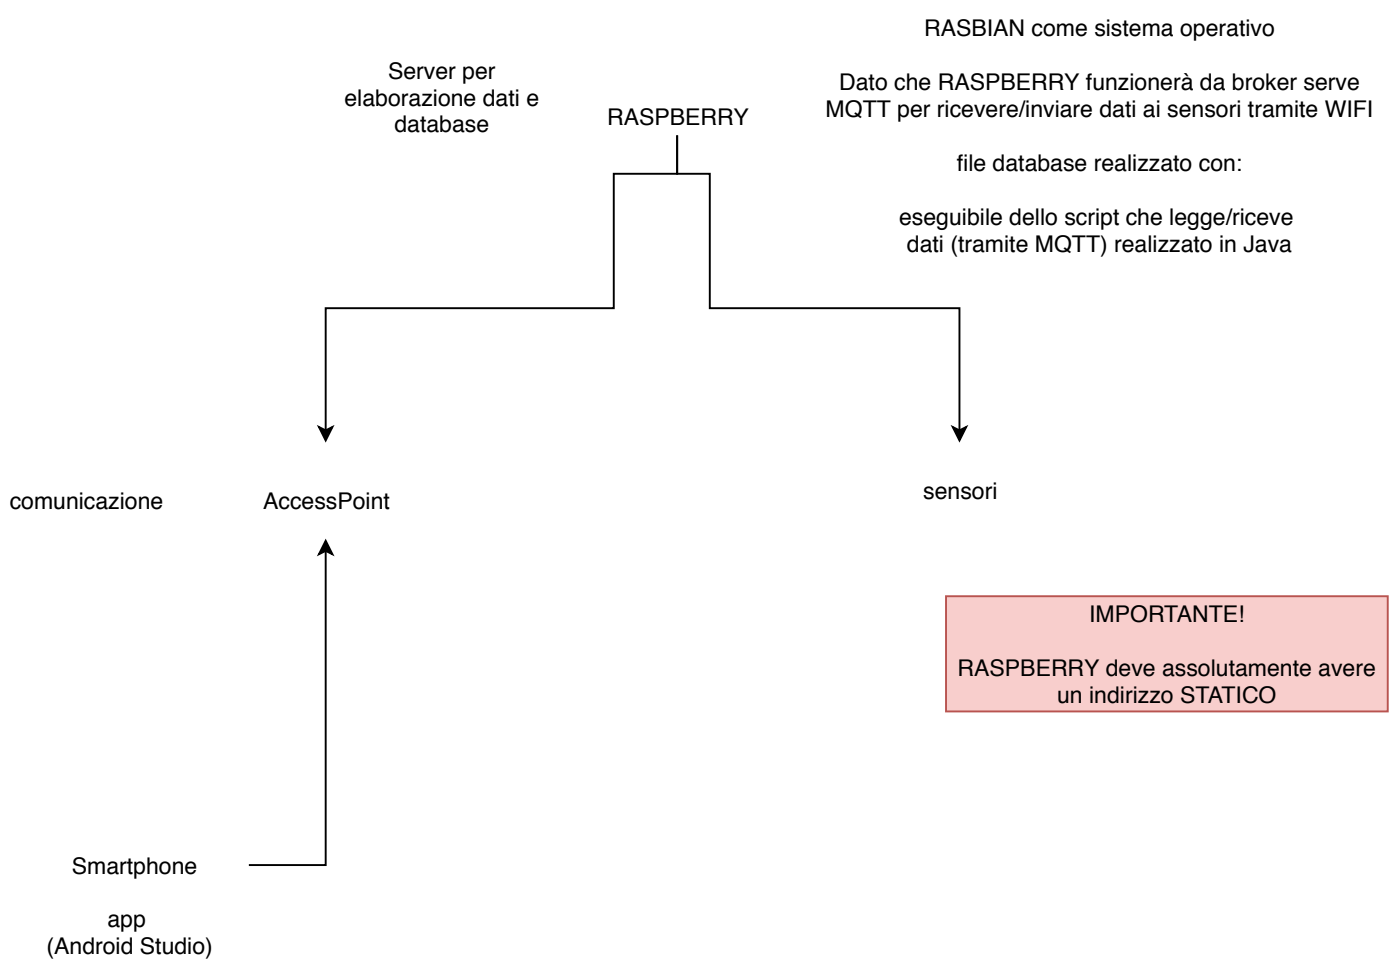 RASBIAN come sistema operativo
Dato che RASPBERRY funzionerà da broker serve
MQTT per ricevere/inviare dati ai sensori tramite WIFI
file database realizzato con:
eseguibile dello script che legge/riceve
dati (tramite MQTT) realizzato in Java
Server per
elaborazione dati e
database
RASPBERRY
comunicazione
AccessPoint
sensori
IMPORTANTE!
RASPBERRY deve assolutamente avere
un indirizzo STATICO
Smartphone
app
(Android Studio)